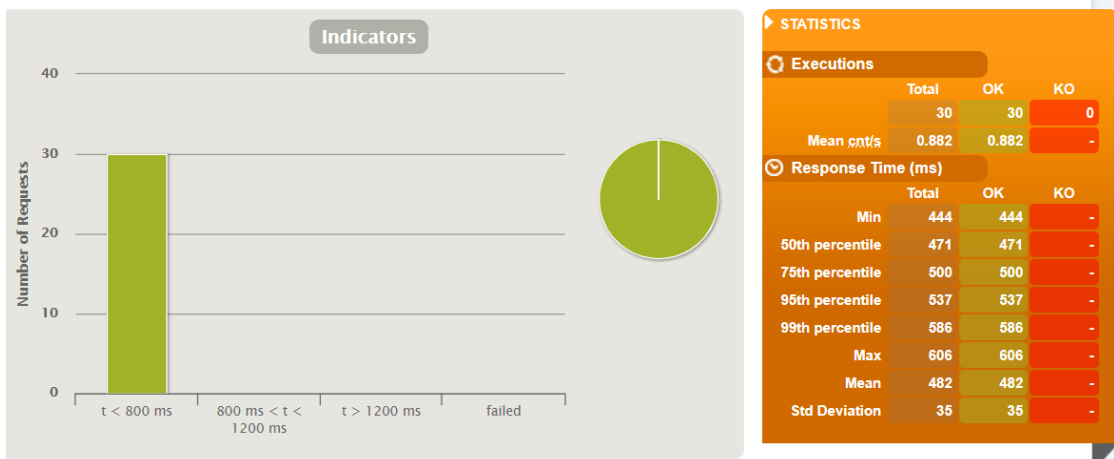 Indicators
Number of Requests
40
30
20
10
0
t < 800 ms
800 ms < t <
1200 ms
t > 1200 ms
failed
STATISTICS
Executions
Total OK KO
30 30 0
Mean cnt/s 0.882 0.882 -
Response Time (ms)
Total OK KO
Min 444 444 -
50th percentile 471 471 -
75th percentile 500 500 -
95th percentile 537 537 -
99th percentile 586 586 -
Max 606 606 -
Mean 482 482 -
Std Deviation 35 35 -